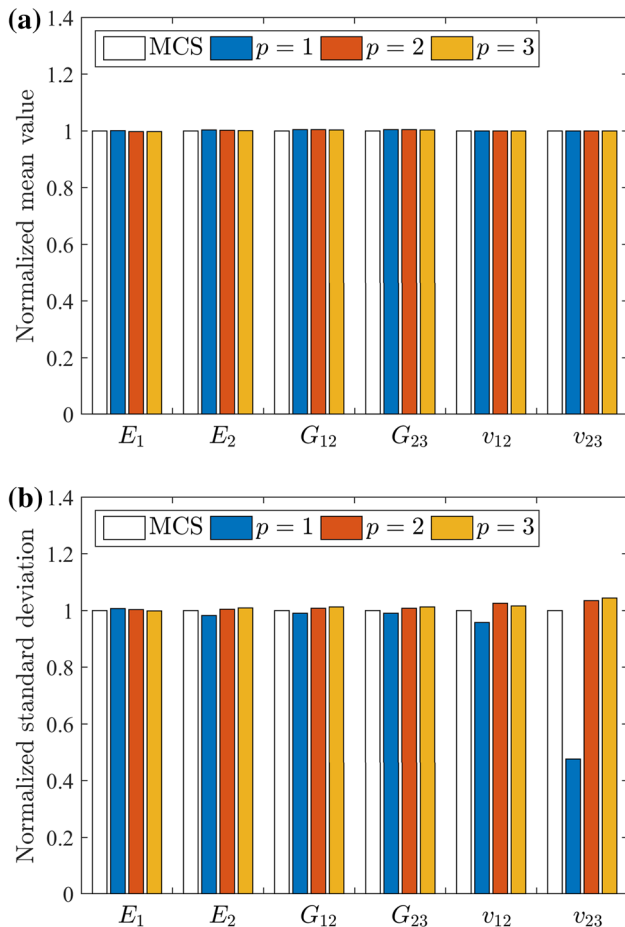 (a)
1.4
MCS p = 1 p = 2 p = 3
1.2
1
0.8
0.6
0.4
0.2
0
Normalized mean value
E₁ E₂ G₁₂ G₂₃ v₁₂ v₂₃
(b)
1.4
MCS p = 1 p = 2 p = 3
1.2
1
0.8
0.6
0.4
0.2
0
Normalized standard deviation
E₁ E₂ G₁₂ G₂₃ v₁₂ v₂₃